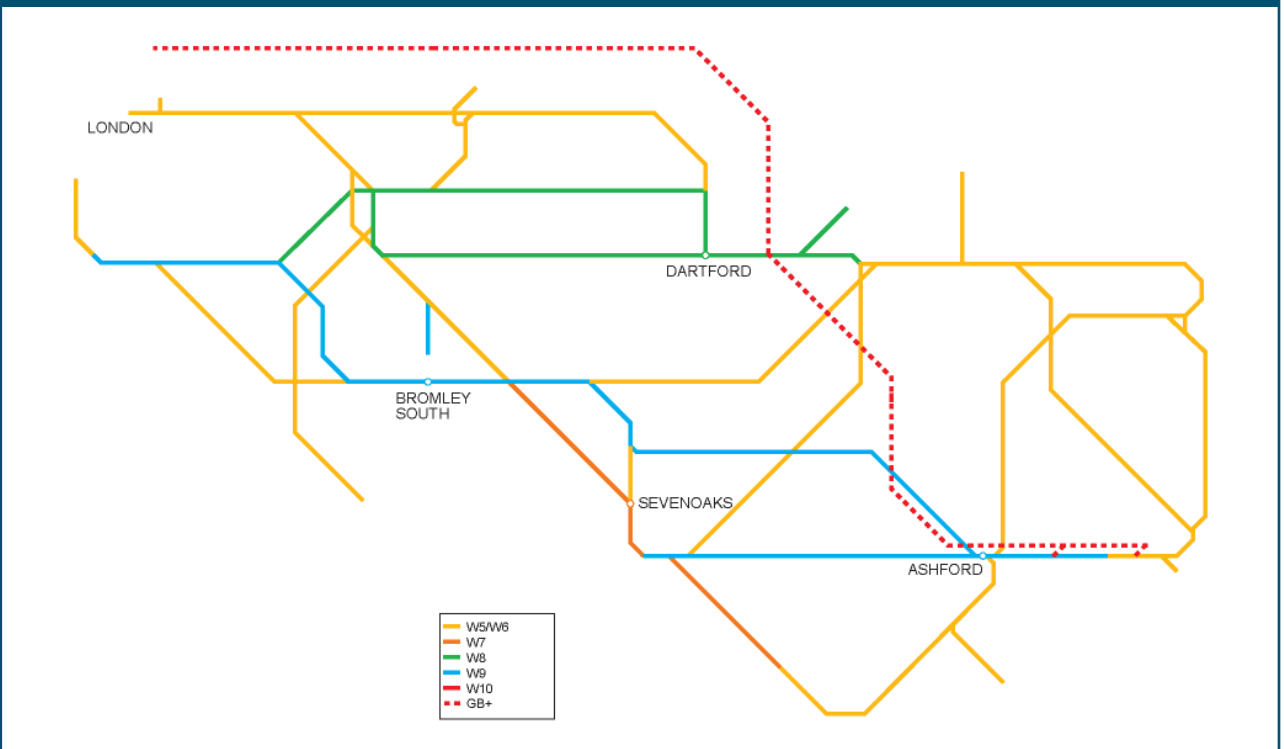 LONDON
DARTFORD
BROMLEY
SOUTH
SEVENOAKS
ASHFORD
W5/W6
W7
W8
W9
W10
GB+